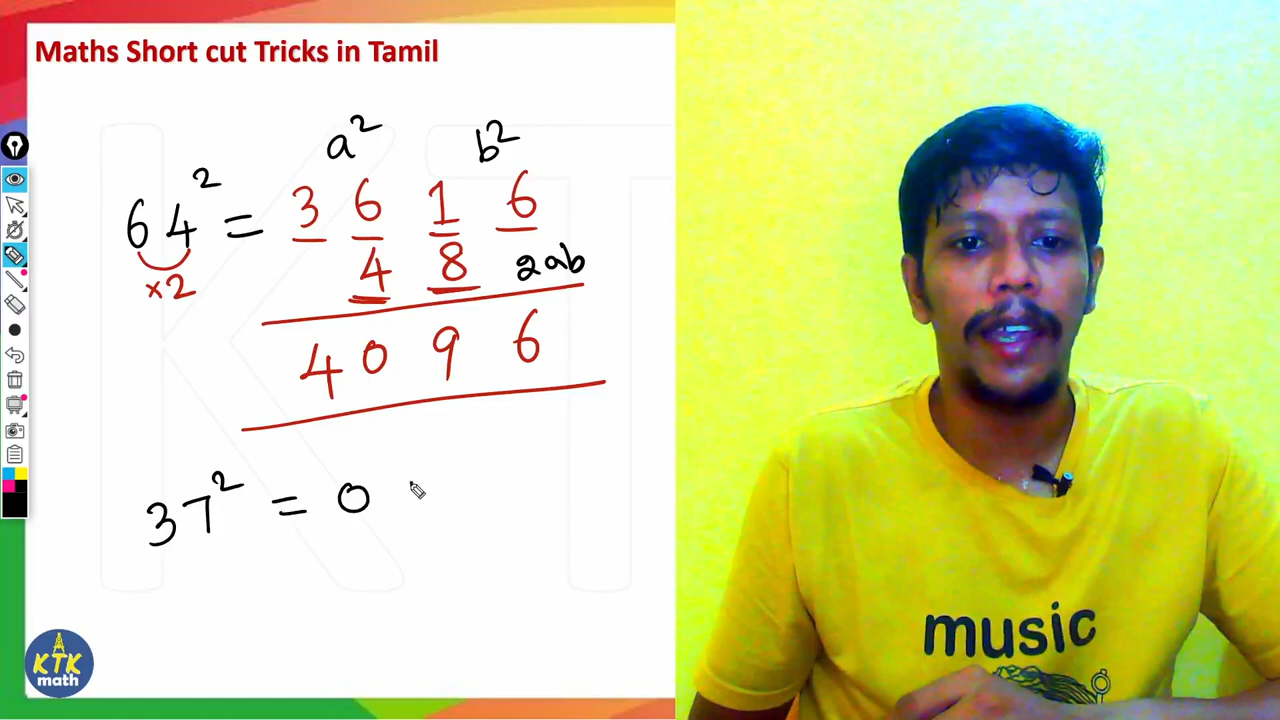 Maths Short cut Tricks in Tamil
a² b²
64² = 3 6 1 6
×2 4 8 2ab
4 0 9 6
37² = 0
music
KTK
math